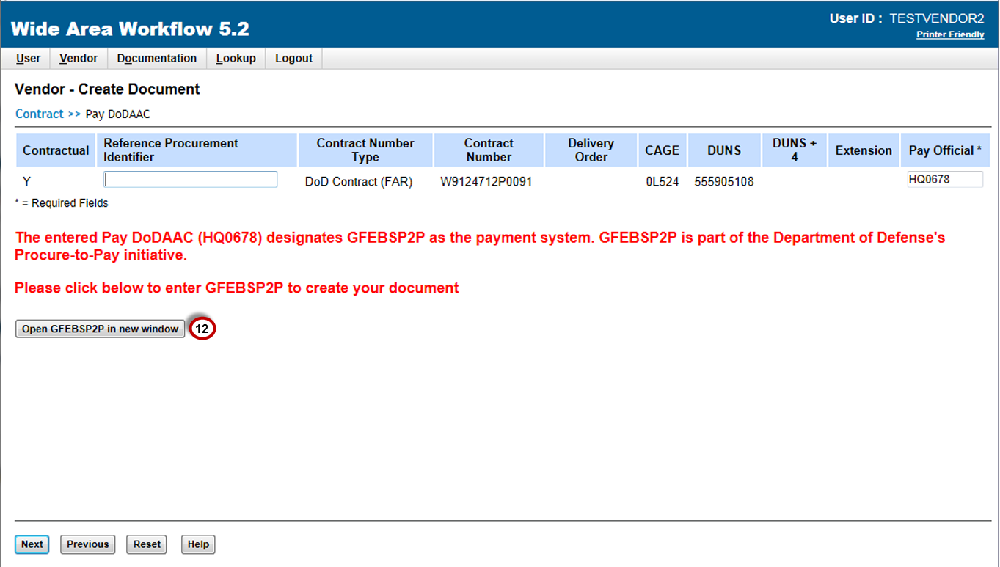 Wide Area Workflow 5.2
User ID : TESTVENDOR2
Printer Friendly
User Vendor Documentation Lookup Logout
Vendor - Create Document
Contract >> Pay DoDAAC
Contractual Reference Procurement Identifier Contract Number Type Contract Number Delivery Order CAGE DUNS DUNS + 4 Extension Pay Official *
Y DoD Contract (FAR) W9124712P0091 0L524 555905108 HQ0678
* = Required Fields
The entered Pay DoDAAC (HQ0678) designates GFEBSP2P as the payment system. GFEBSP2P is part of the Department of Defense's
Procure-to-Pay initiative.
Please click below to enter GFEBSP2P to create your document
Open GFEBSP2P in new window 12
Next Previous Reset Help